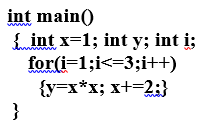 int main()
{ int x=1; int y; int i;
for(i=1;i<=3;i++)
{y=x*x; x+=2;}
}